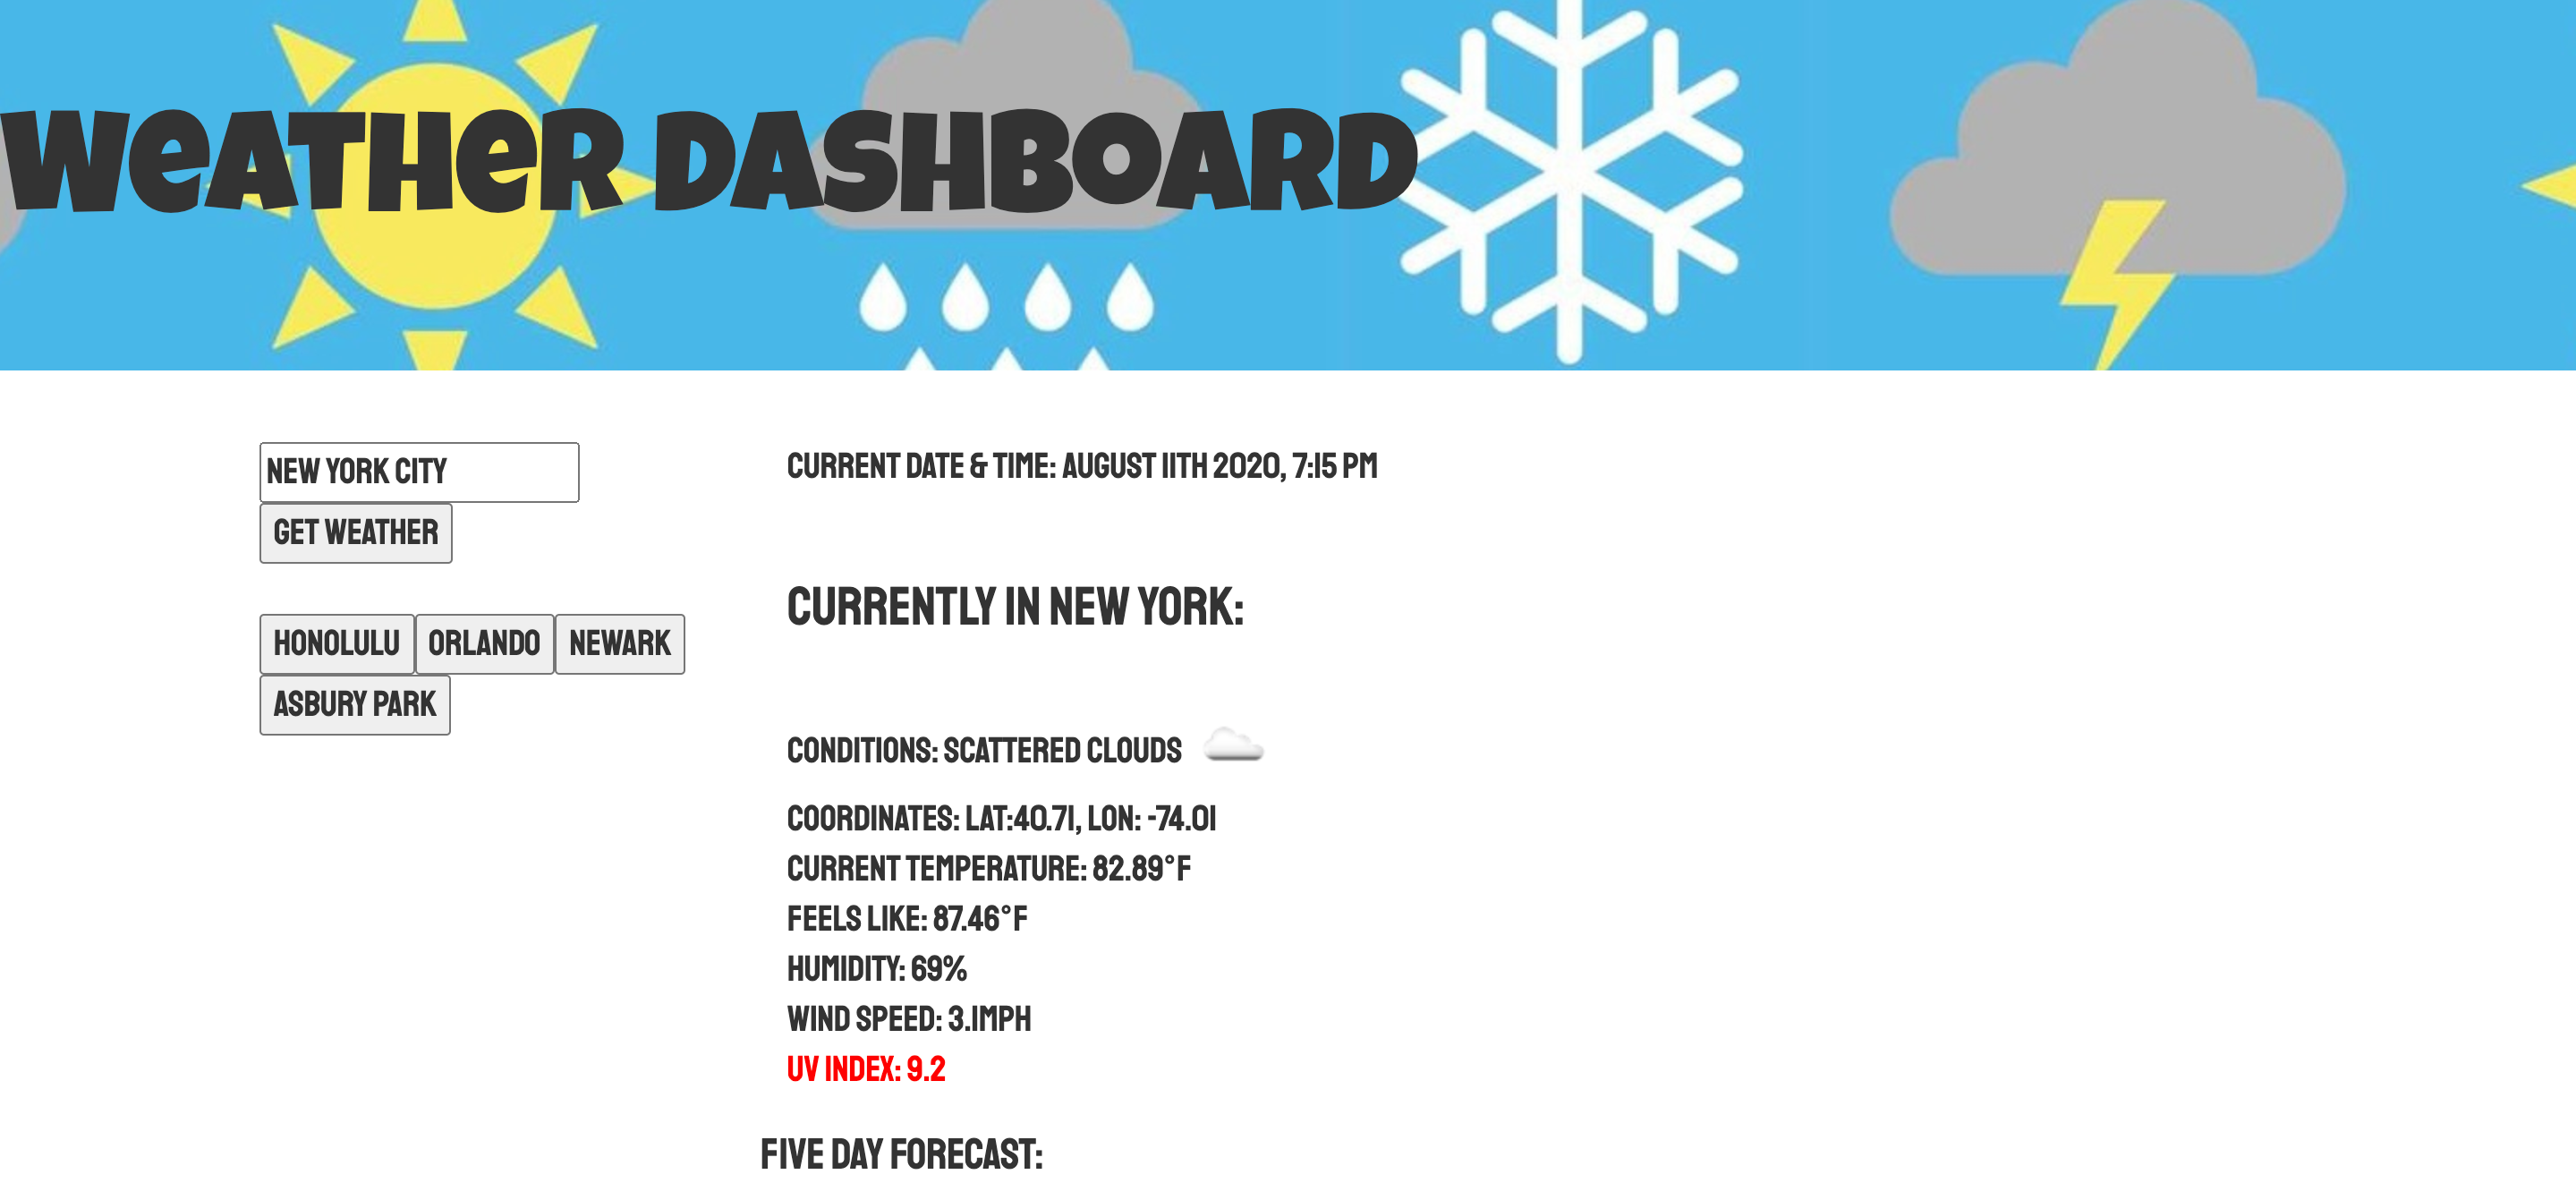 WeATHeR DASHBOARD
NEW YORK CITY
GET WEATHER
HONOLULU ORLANDO NEWARK
ASBURY PARK
CURRENT DATE & TIME: AUGUST 11TH 2020, 7:15 PM
CURRENTLY IN NEW YORK:
CONDITIONS: SCATTERED CLOUDS
COORDINATES: LAT:40.71, LON: -74.01
CURRENT TEMPERATURE: 82.89°F
FEELS LIKE: 87.46°F
HUMIDITY: 69%
WIND SPEED: 3.1MPH
UV INDEX: 9.2
FIVE DAY FORECAST: